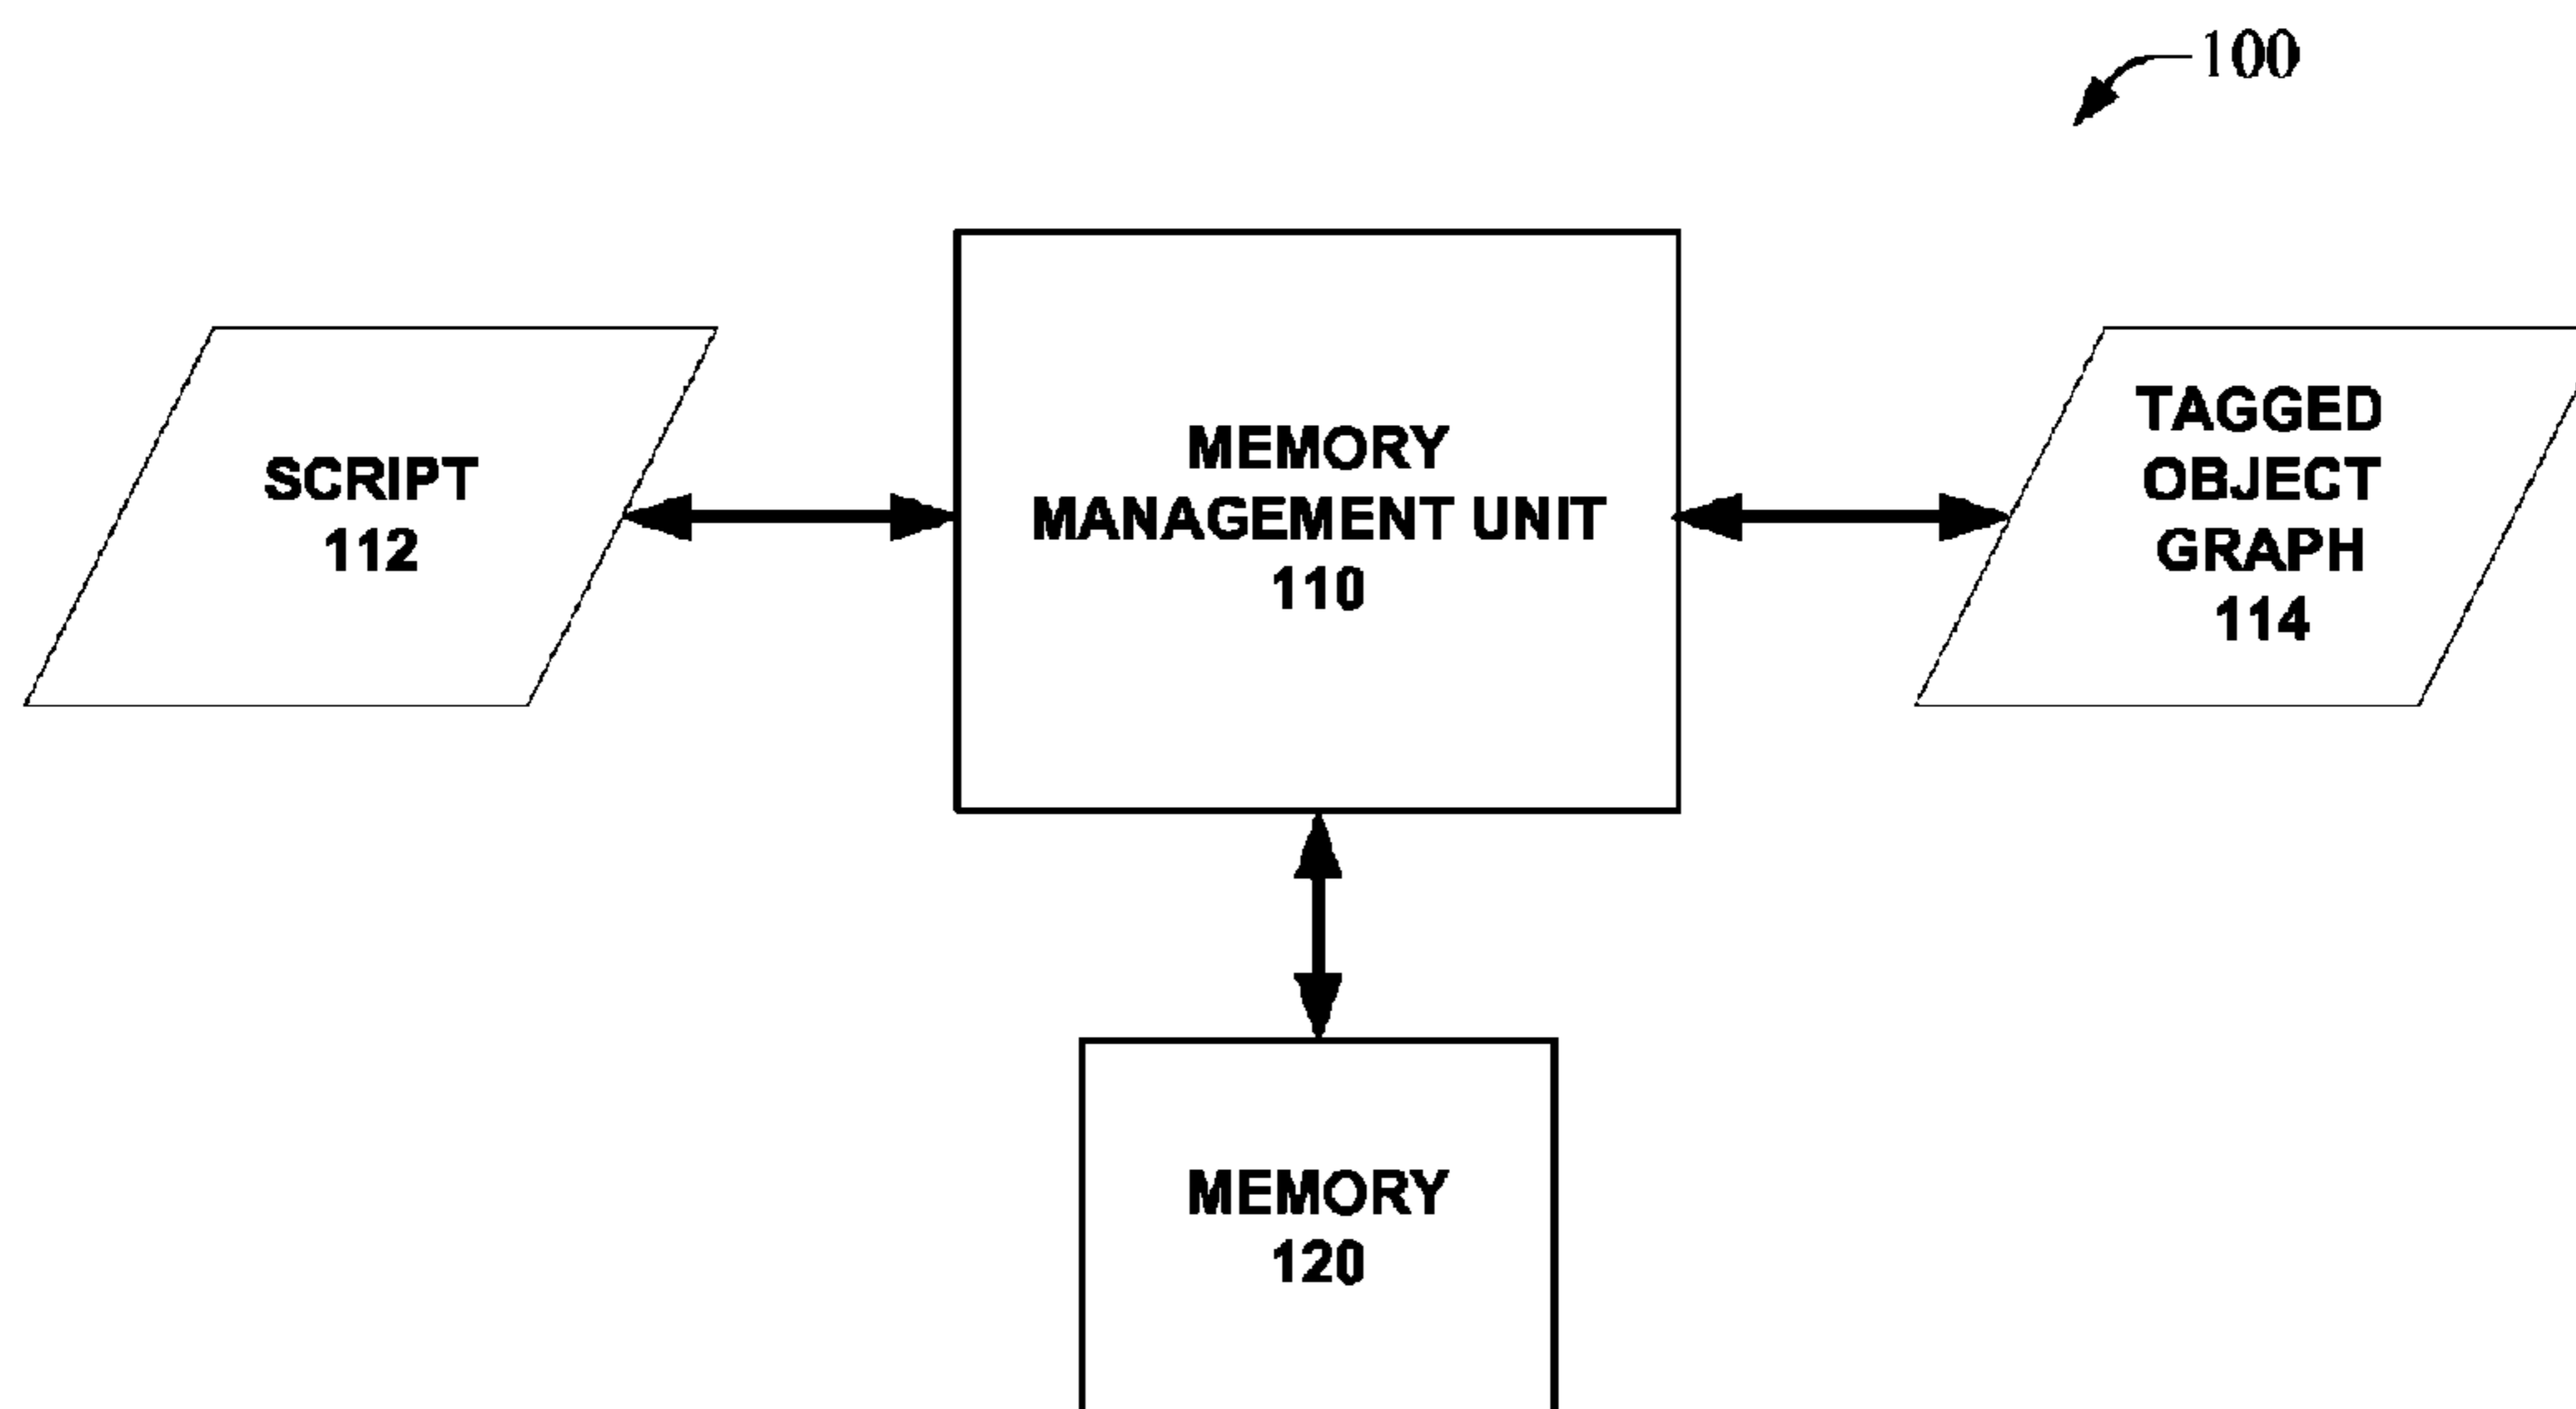 100
SCRIPT
112
MEMORY
MANAGEMENT UNIT
110
TAGGED
OBJECT
GRAPH
114
MEMORY
120